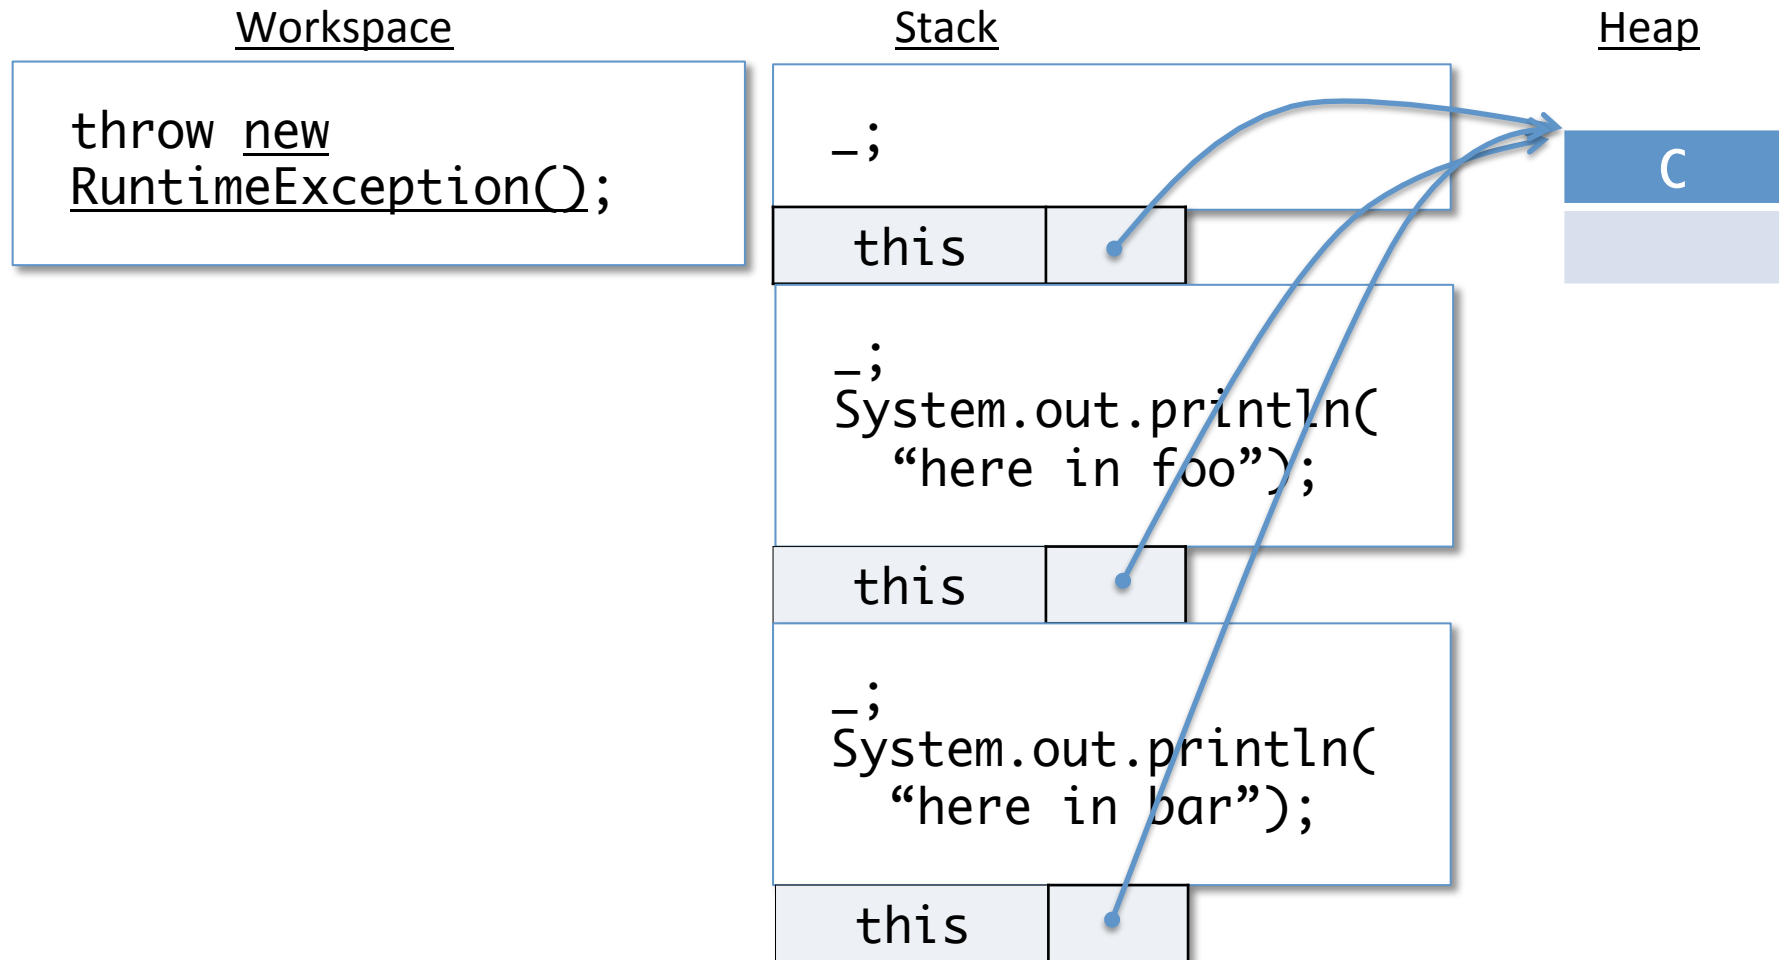 Workspace
Stack
Heap
throw new
RuntimeException();
_;
this
_;
System.out.println(
“here in foo”);
this
_;
System.out.println(
“here in bar”);
this
C